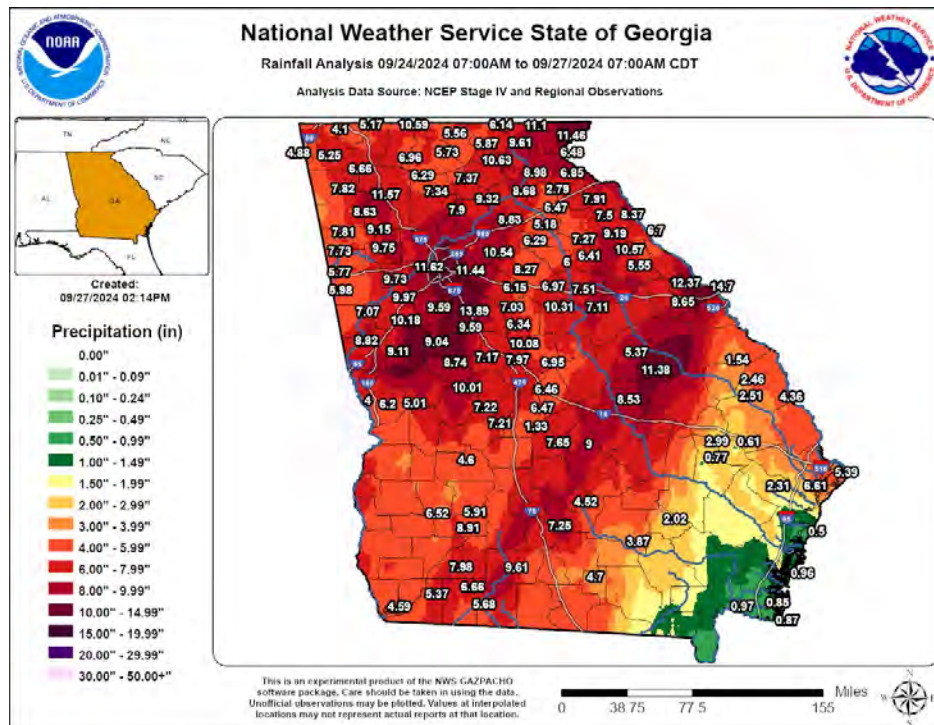 National Weather Service State of Georgia
Rainfall Analysis 09/24/2024 07:00AM to 09/27/2024 07:00AM CDT
Analysis Data Source: NCEP Stage IV and Regional Observations
NATIONAL OCEANIC AND ATMOSPHERIC ADMINISTRATION
NOAA
U.S. DEPARTMENT OF COMMERCE
NATIONAL WEATHER SERVICE
U.S. DEPARTMENT OF COMMERCE
TN
NC
SC
AL
GA
FL
Created:
09/27/2024 02:14PM
Precipitation (in)
0.00"
0.01" - 0.09"
0.10" - 0.24"
0.25" - 0.49"
0.50" - 0.99"
1.00" - 1.49"
1.50" - 1.99"
2.00" - 2.99"
3.00" - 3.99"
4.00" - 5.99"
6.00" - 7.99"
8.00" - 9.99"
10.00" - 14.99"
15.00" - 19.99"
20.00" - 29.99"
30.00" - 50.00+"
4.1 5.17 10.59 5.56 6.14 11.1
11.46
4.88 5.25 6.96 5.73 5.87 9.61 6.48
6.66 6.29 7.37 10.63 8.98 6.85
7.82 11.57 7.34 9.32 8.68 2.79 7.91
8.63 7.9 8.83 5.18 6.47 7.5 8.37
7.81 9.15 6.29 7.27 9.19 6.7
7.73 9.75 10.54 6 6.41 10.57
5.77 9.73 11.62 11.44 8.27 5.55
5.98 9.97 6.15 6.97 7.51 12.37 14.7
7.07 10.18 9.59 13.89 7.03 10.31 7.11 8.65
8.82 9.11 9.04 9.59 6.34
10.08
8.74 7.17 7.97 6.95 5.37 11.38 1.54
4 6.2 5.01 10.01 6.46 8.53 2.46
7.22 6.47 2.51 4.36
7.21 1.33
7.65 9 2.99 0.61
4.6 0.77 5.39
2.31 6.61
6.52 5.91 4.52
8.91 7.25 2.02 0.5
3.87
7.98 9.61 0.96
6.66 4.7
5.37 0.97 0.85
4.59 5.68 0.87
This is an experimental product of the NWS GAZPACHO
software package. Care should be taken in using the data.
Unofficial observations may be plotted. Values at interpolated
locations may not represent actual reports at that location.
Miles
0 38.75 77.5 155
N
W E
S